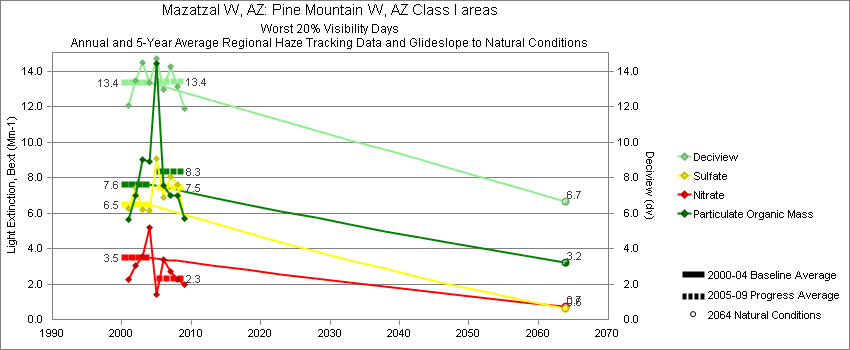 Mazatzal W, AZ: Pine Mountain W, AZ Class I areas
Worst 20% Visibility Days
Annual and 5-Year Average Regional Haze Tracking Data and Glideslope to Natural Conditions
14.0 14.0
13.4 13.4
12.0 12.0
10.0 10.0
8.0 8.3 8.0
7.6 7.5
6.7
6.5
6.0 6.0
4.0 4.0
3.5 3.2
2.3
2.0 2.0
0.7
0.6
0.0 0.0
1990 2000 2010 2020 2030 2040 2050 2060 2070
Light Extinction, Bext (Mm-1)
Deciview (dv)
Deciview
Sulfate
Nitrate
Particulate Organic Mass
2000-04 Baseline Average
2005-09 Progress Average
2064 Natural Conditions